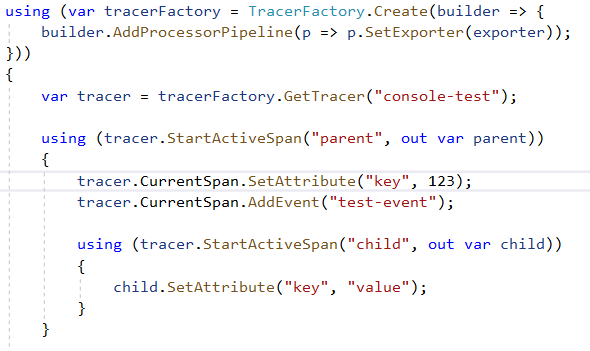 using (var tracerFactory = TracerFactory.Create(builder => {
    builder.AddProcessorPipeline(p => p.SetExporter(exporter));
}))
{
    var tracer = tracerFactory.GetTracer("console-test");

    using (tracer.StartActiveSpan("parent", out var parent))
    {
        tracer.CurrentSpan.SetAttribute("key", 123);
        tracer.CurrentSpan.AddEvent("test-event");

        using (tracer.StartActiveSpan("child", out var child))
        {
            child.SetAttribute("key", "value");
        }
    }